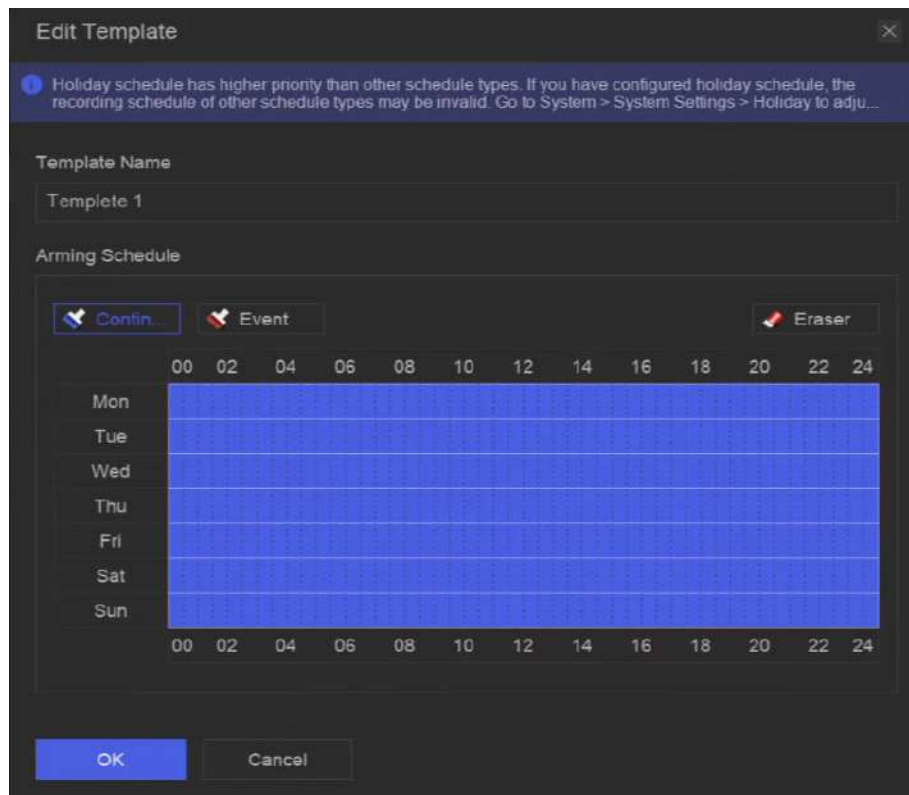 Edit Template
Holiday schedule has higher priority than other schedule types. If you have configured holiday schedule, the
recording schedule of other schedule types may be invalid. Go to System > System Settings > Holiday to adju...
Template Name
Templete 1
Arming Schedule
Contin... Event Eraser
00 02 04 06 08 10 12 14 16 18 20 22 24
Mon
Tue
Wed
Thu
Fri
Sat
Sun
00 02 04 06 08 10 12 14 16 18 20 22 24
OK Cancel